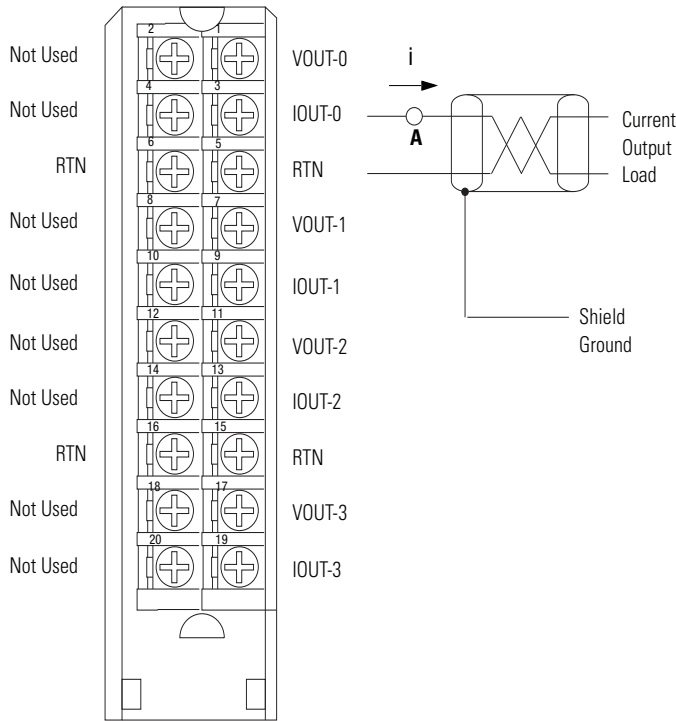 2 1
Not Used VOUT-0 i
4 3
Not Used IOUT-0 A Current
Output
Load
6 5
RTN RTN
8 7
Not Used VOUT-1
10 9
Not Used IOUT-1
12 11
Not Used VOUT-2
Shield
Ground
14 13
Not Used IOUT-2
16 15
RTN RTN
18 17
Not Used VOUT-3
20 19
Not Used IOUT-3